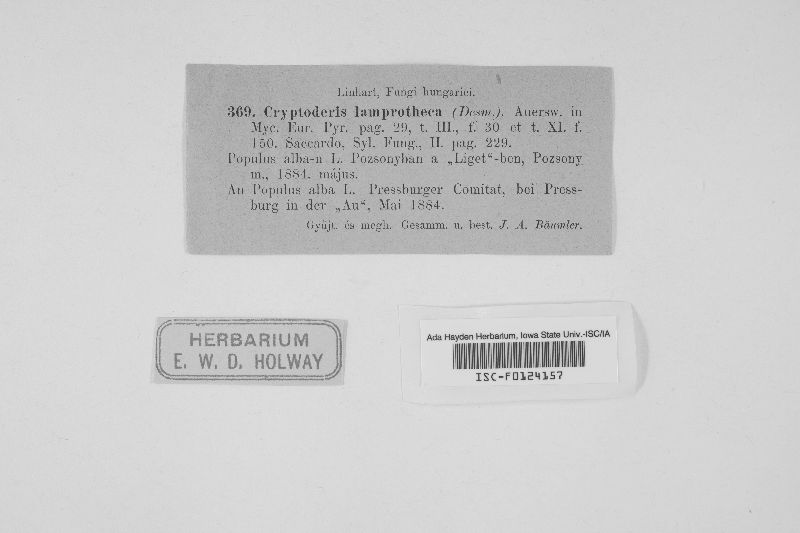 Linhart, Fungi hungarici.
369. Cryptoderis lamprotheca (Desm.). Auersw. in
Myc. Eur. Pyr. pag. 29, t. III., f. 30 et t. XI. f.
150. Saccardo, Syl. Fung., II. pag. 229.
Populus alba-n L. Pozsonyban a „Liget“-ben, Pozsony
m., 1884. május.
An Populus alba L. Pressburger Comitat, bei Press-
burg in der „Au“, Mai 1884.
Gyűjt. és megh. Gesamm. u. best. J. A. Bäumler.
HERBARIUM
E. W. D. HOLWAY
Ada Hayden Herbarium, Iowa State Univ.-ISC/IA
ISC-F0124157